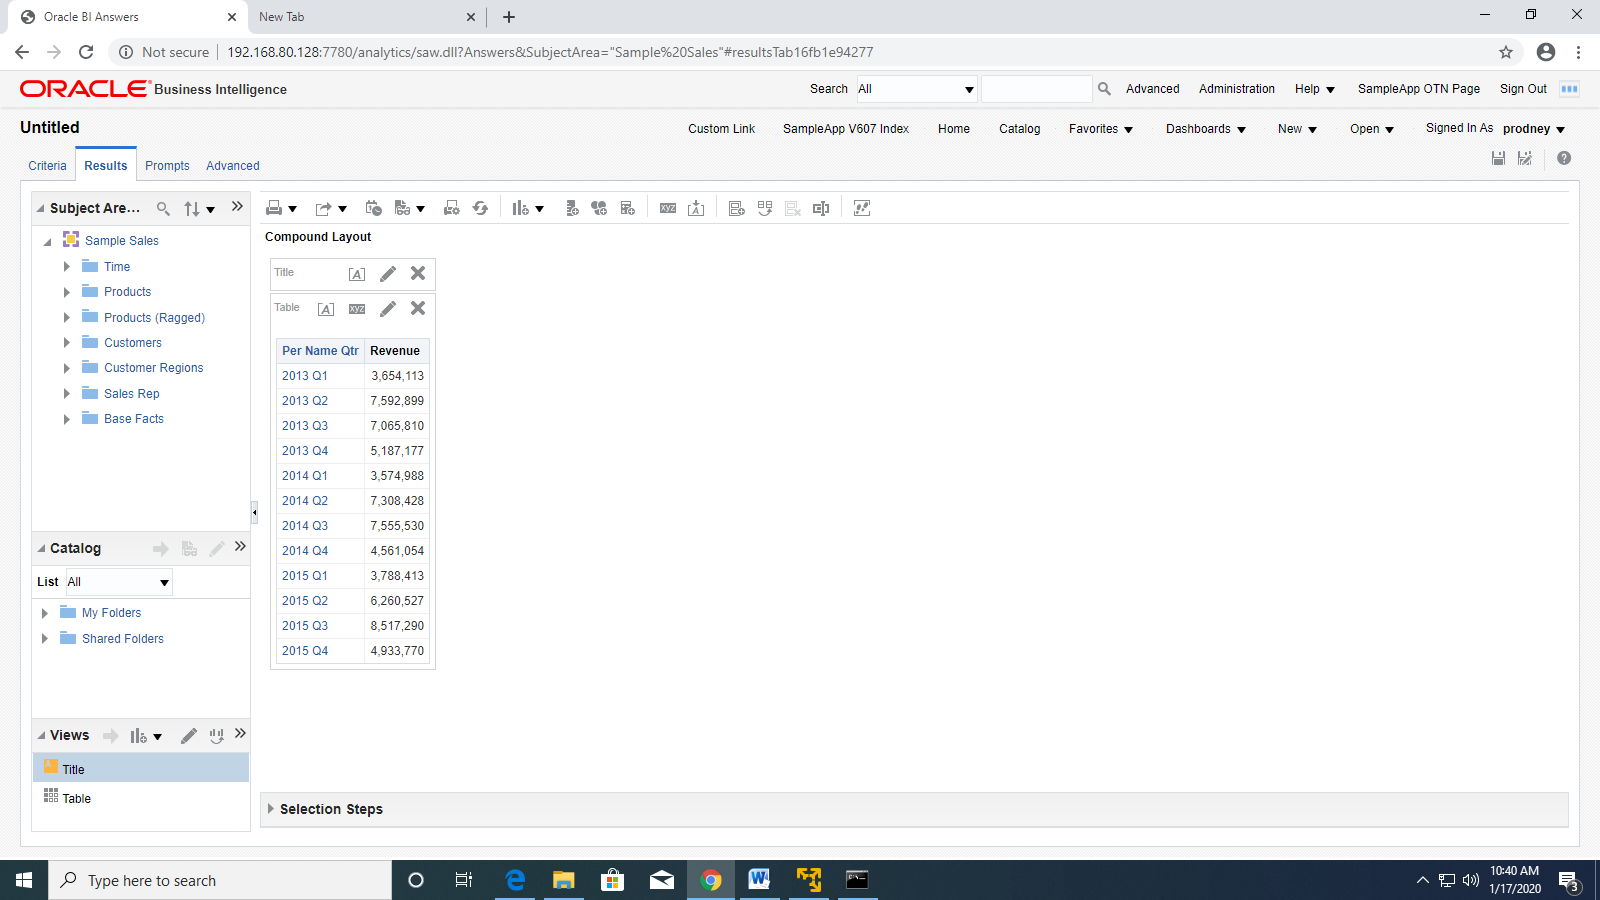 Oracle BI Answers
New Tab
Not secure
192.168.80.128:7780/analytics/saw.dll?Answers&SubjectArea="Sample%20Sales"#resultsTab16fb1e94277
ORACLE Business Intelligence
Search All
Advanced Administration Help SampleApp OTN Page Sign Out
Untitled
Custom Link SampleApp V607 Index Home Catalog Favorites Dashboards New Open Signed In As prodney
Criteria Results Prompts Advanced
Subject Are...
Sample Sales
Time
Products
Products (Ragged)
Customers
Customer Regions
Sales Rep
Base Facts
Catalog
List All
My Folders
Shared Folders
Views
Title
Table
xyz
Compound Layout
Title
Table xyz
Per Name Qtr Revenue
2013 Q1 3,654,113
2013 Q2 7,592,899
2013 Q3 7,065,810
2013 Q4 5,187,177
2014 Q1 3,574,988
2014 Q2 7,308,428
2014 Q3 7,555,530
2014 Q4 4,561,054
2015 Q1 3,788,413
2015 Q2 6,260,527
2015 Q3 8,517,290
2015 Q4 4,933,770
Selection Steps
Type here to search
10:40 AM
1/17/2020
3